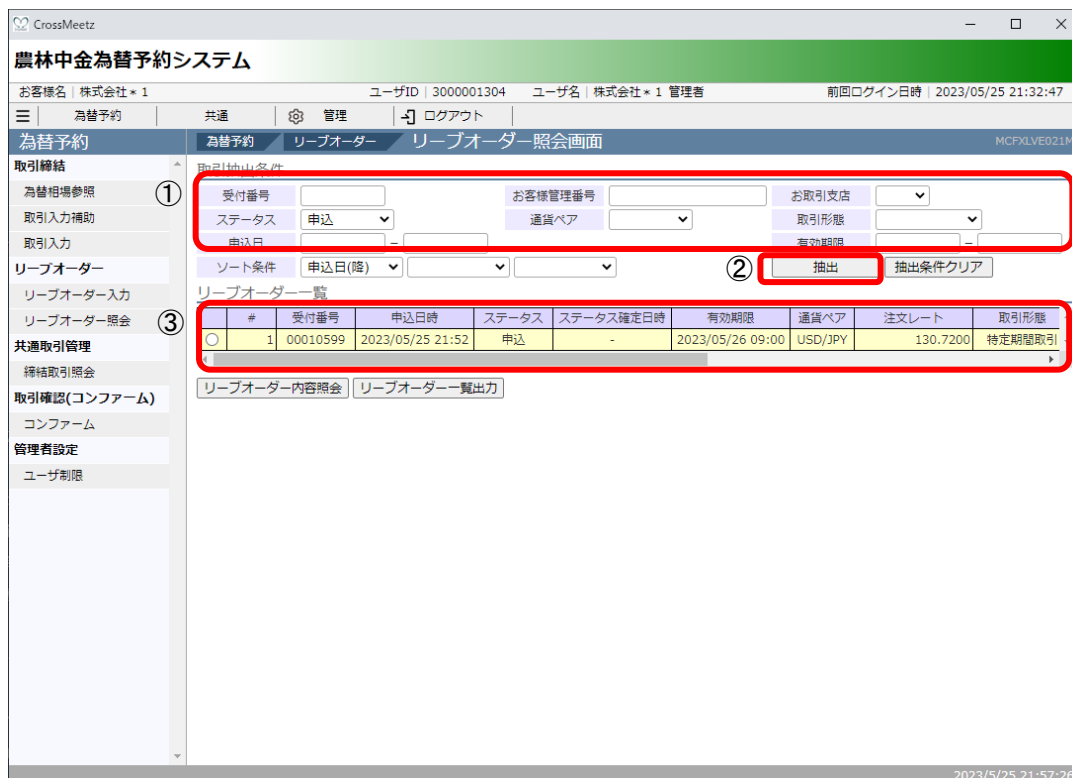 CrossMeetz
農林中金為替予約システム
お客様名 株式会社＊1 ユーザID 3000001304 ユーザ名 株式会社＊1 管理者 前回ログイン日時 2023/05/25 21:32:47
為替予約 共通 管理 ログアウト
為替予約 為替予約 リーブオーダー リーブオーダー照会画面 MCFXLVE021M
取引締結 取引抽出条件
為替相場参照 ① 受付番号 お客様管理番号 お取引支店
取引入力補助 ステータス 申込 通貨ペア 取引形態
取引入力 申込日 – 有効期限 –
リーブオーダー ソート条件 申込日(降) ② 抽出 抽出条件クリア
リーブオーダー入力 リーブオーダー一覧
リーブオーダー照会 ③ # 受付番号 申込日時 ステータス ステータス確定日時 有効期限 通貨ペア 注文レート 取引形態
共通取引管理 1 00010599 2023/05/25 21:52 申込 - 2023/05/26 09:00 USD/JPY 130.7200 特定期間取引
締結取引照会
取引確認(コンファーム) リーブオーダー内容照会 リーブオーダー一覧出力
コンファーム
管理者設定
ユーザ制限
2023/5/25 21:57:26